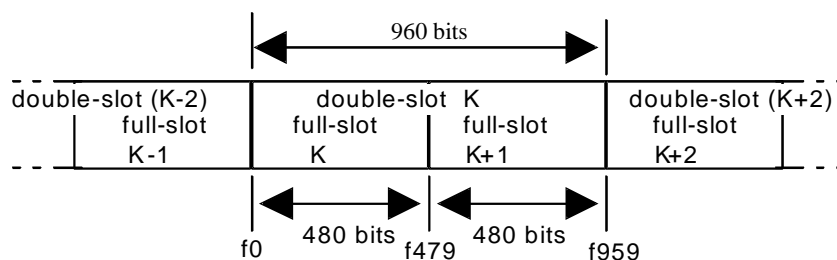 960 bits
double-slot (K-2) double-slot K double-slot (K+2)
full-slot full-slot full-slot full-slot
K-1 K K+1 K+2
480 bits 480 bits
f0 f479 f959